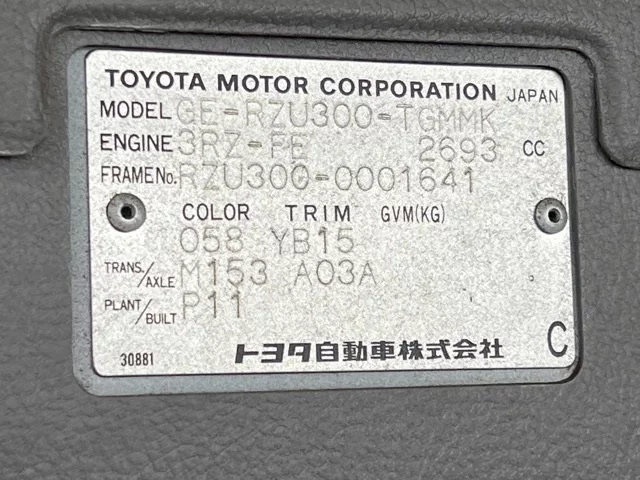 TOYOTA MOTOR CORPORATION JAPAN
MODEL GE-RZU300-TGMMK
ENGINE 3RZ-FE 2693 CC
FRAME No. RZU300-0001641
COLOR TRIM GVM(KG)
058 YB15
TRANS./AXLE M153 A03A
PLANT/BUILT P11
30881 トヨタ自動車株式会社 C